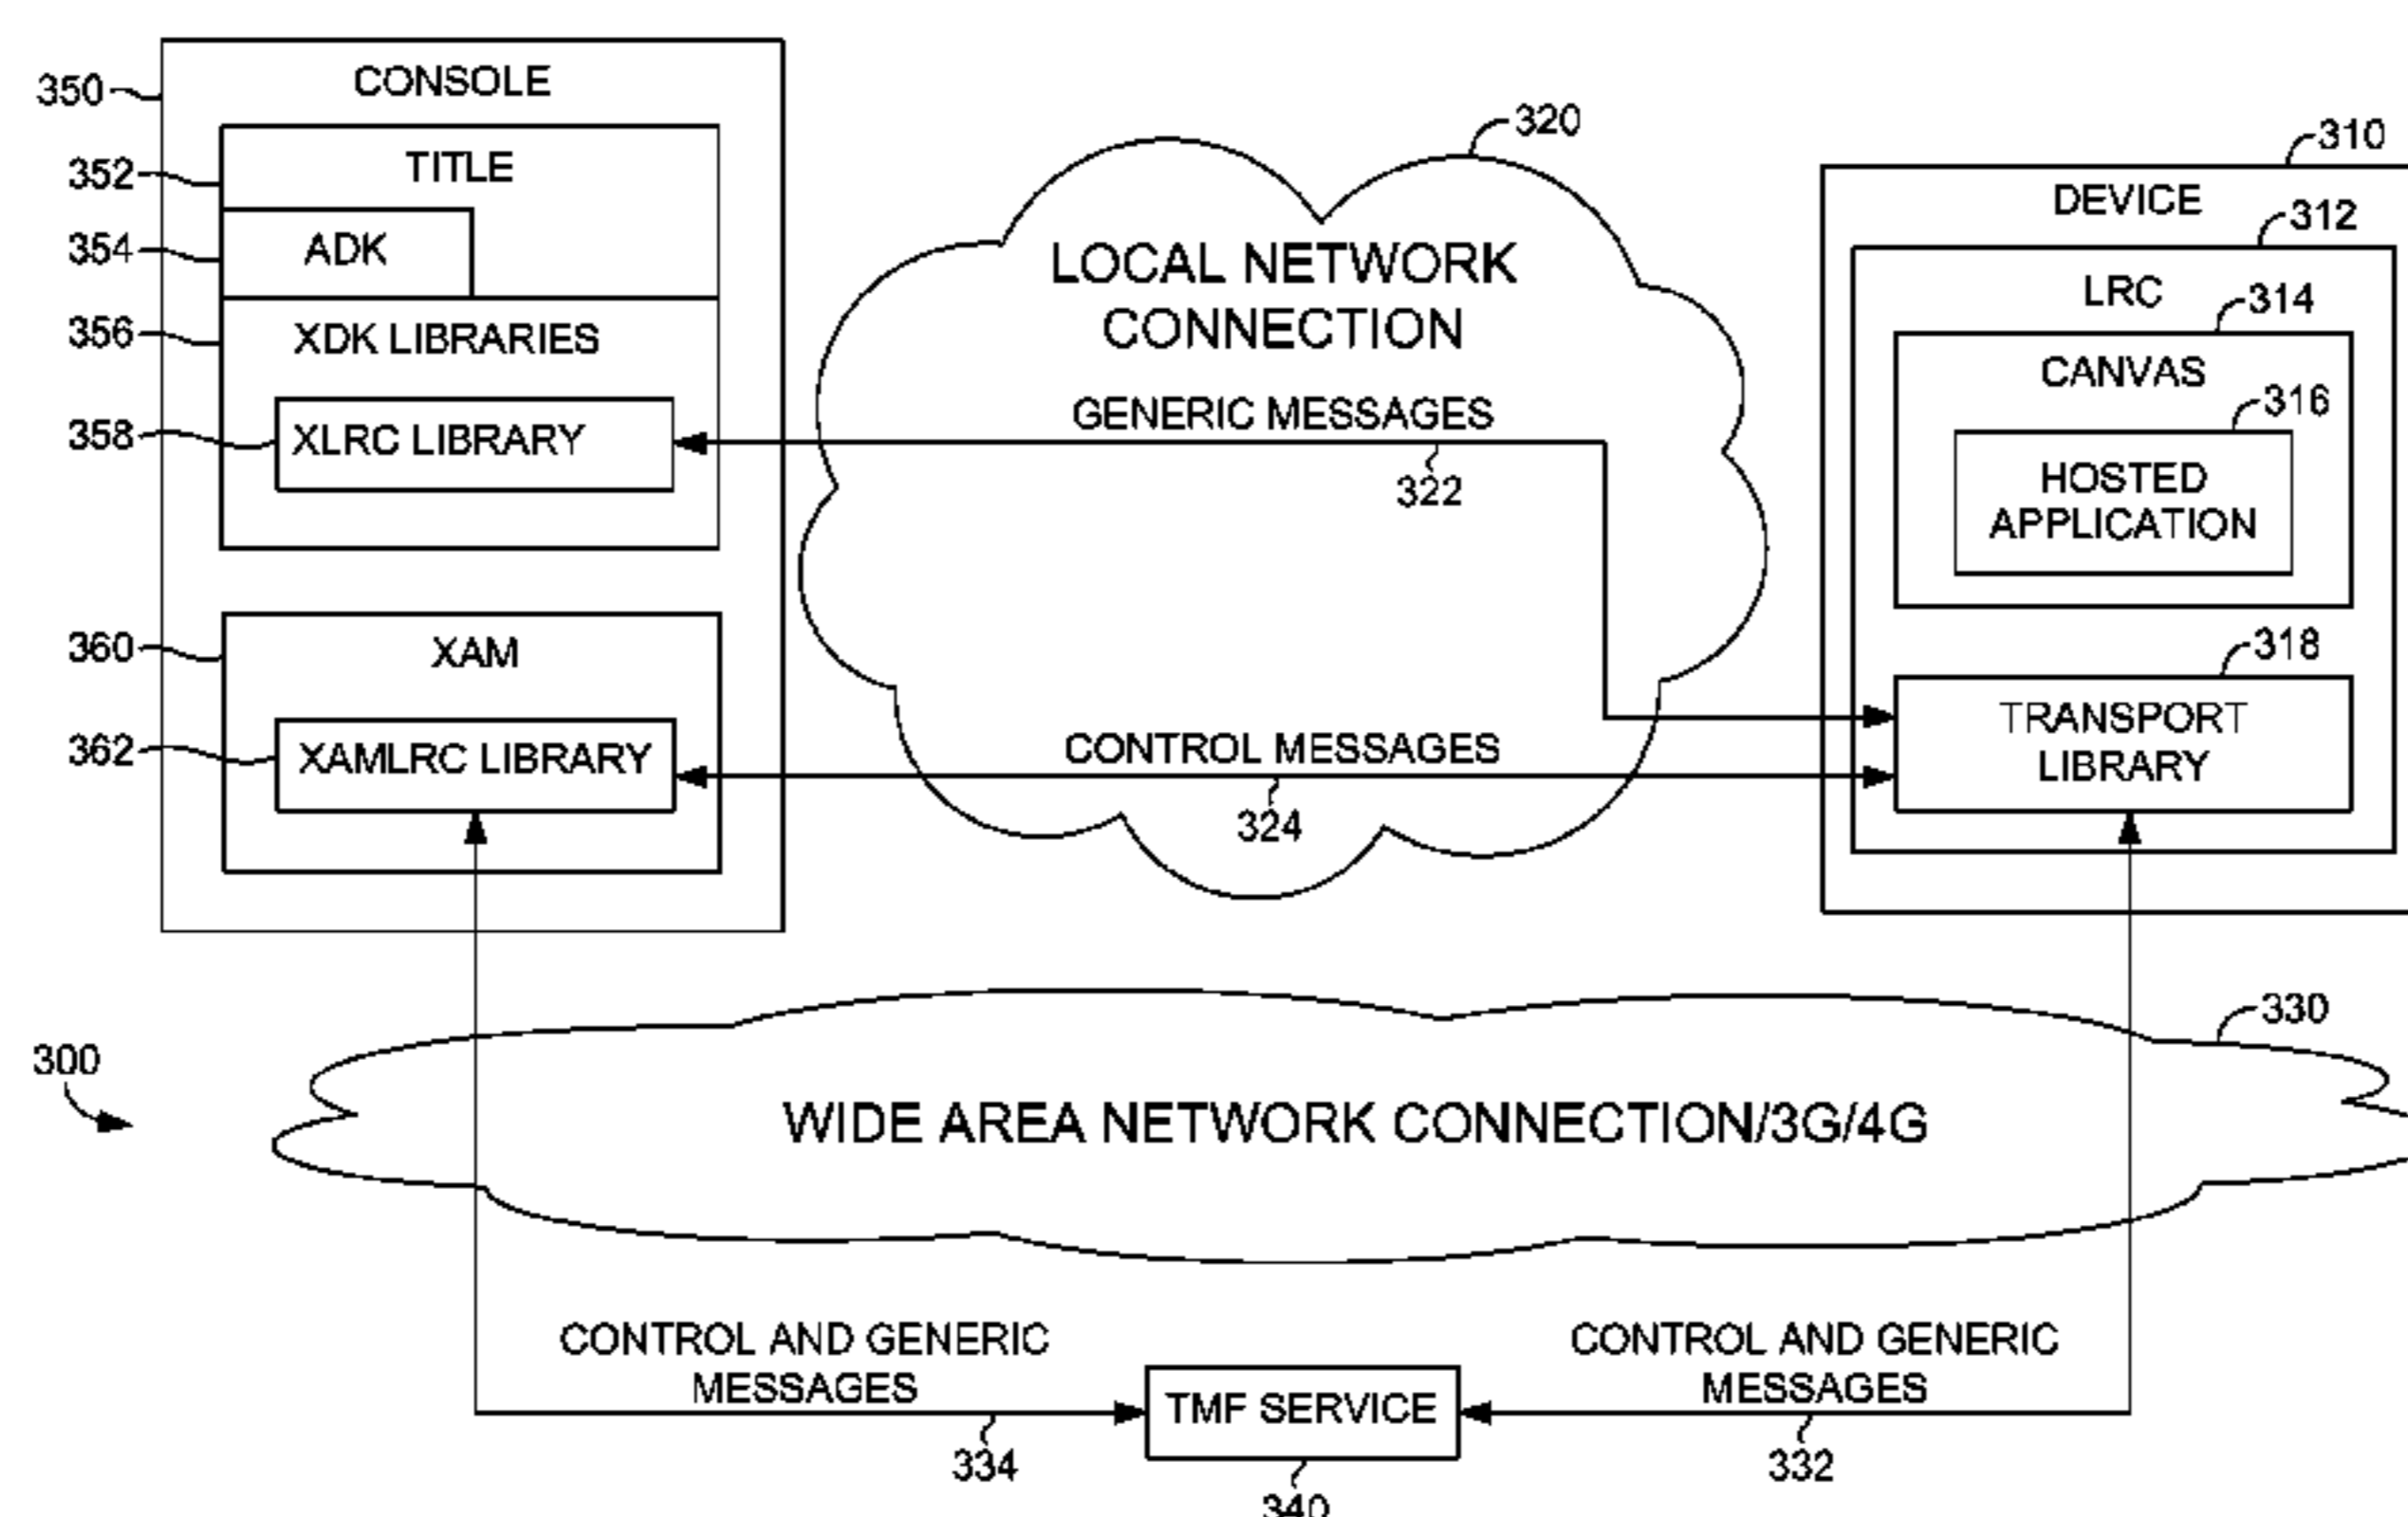 350
CONSOLE
352
TITLE
354
ADK
356
XDK LIBRARIES
358
XLRC LIBRARY
360
XAM
362
XAMLRC LIBRARY
320
LOCAL NETWORK
CONNECTION
GENERIC MESSAGES
322
CONTROL MESSAGES
324
310
DEVICE
312
LRC
314
CANVAS
316
HOSTED
APPLICATION
318
TRANSPORT
LIBRARY
300
330
WIDE AREA NETWORK CONNECTION/3G/4G
CONTROL AND GENERIC
MESSAGES
334
TMF SERVICE
340
CONTROL AND GENERIC
MESSAGES
332